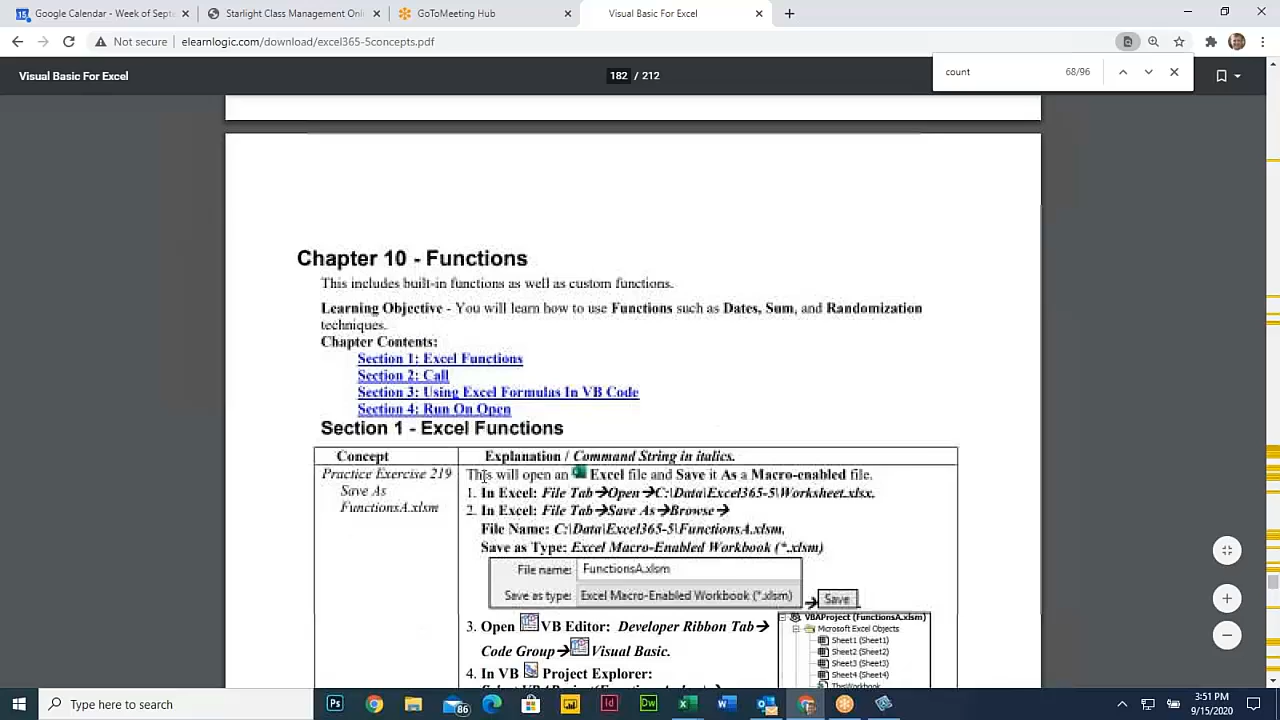 Google Calendar - Week of Septe
Starlight Class Management Onli
GoToMeeting Hub
Visual Basic For Excel
Not secure
elearnlogic.com/download/excel365-5concepts.pdf
Visual Basic For Excel
182 / 212
count
68/96
Chapter 10 - Functions
This includes built-in functions as well as custom functions.
Learning Objective - You will learn how to use Functions such as Dates, Sum, and Randomization
techniques.
Chapter Contents:
Section 1: Excel Functions
Section 2: Call
Section 3: Using Excel Formulas In VB Code
Section 4: Run On Open
Section 1 - Excel Functions
Concept
Explanation / Command String in italics.
Practice Exercise 219
Save As
FunctionsA.xlsm
This will open an Excel file and Save it As a Macro-enabled file.
1. In Excel: File Tab→Open→C:\Data\Excel365-5\Worksheet.xlsx.
2. In Excel: File Tab→Save As→Browse→
File Name: C:\Data\Excel365-5\FunctionsA.xlsm,
Save as Type: Excel Macro-Enabled Workbook (*.xlsm)
File name: FunctionsA.xlsm
Save as type: Excel Macro-Enabled Workbook (*.xlsm) → Save
3. Open VB Editor: Developer Ribbon Tab→
Code Group→ Visual Basic.
4. In VB Project Explorer:
VBAProject (FunctionsA.xlsm)
Microsoft Excel Objects
Sheet1 (Sheet1)
Sheet2 (Sheet2)
Sheet3 (Sheet3)
Sheet4 (Sheet4)
ThisWorkbook
Type here to search
86
3:51 PM
9/15/2020